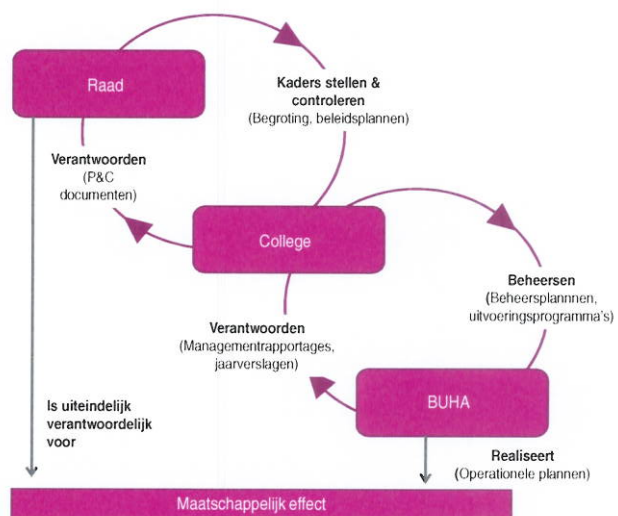 Raad
Kaders stellen &
controleren
(Begroting, beleidsplannen)
Verantwoorden
(P&C
documenten)
College
Beheersen
(Beheersplannnen,
uitvoeringsprogramma's)
Verantwoorden
(Managementrapportages,
jaarverslagen)
BUHA
Is uiteindelijk
verantwoordelijk
voor
Realiseert
(Operationele plannen)
Maatschappelijk effect